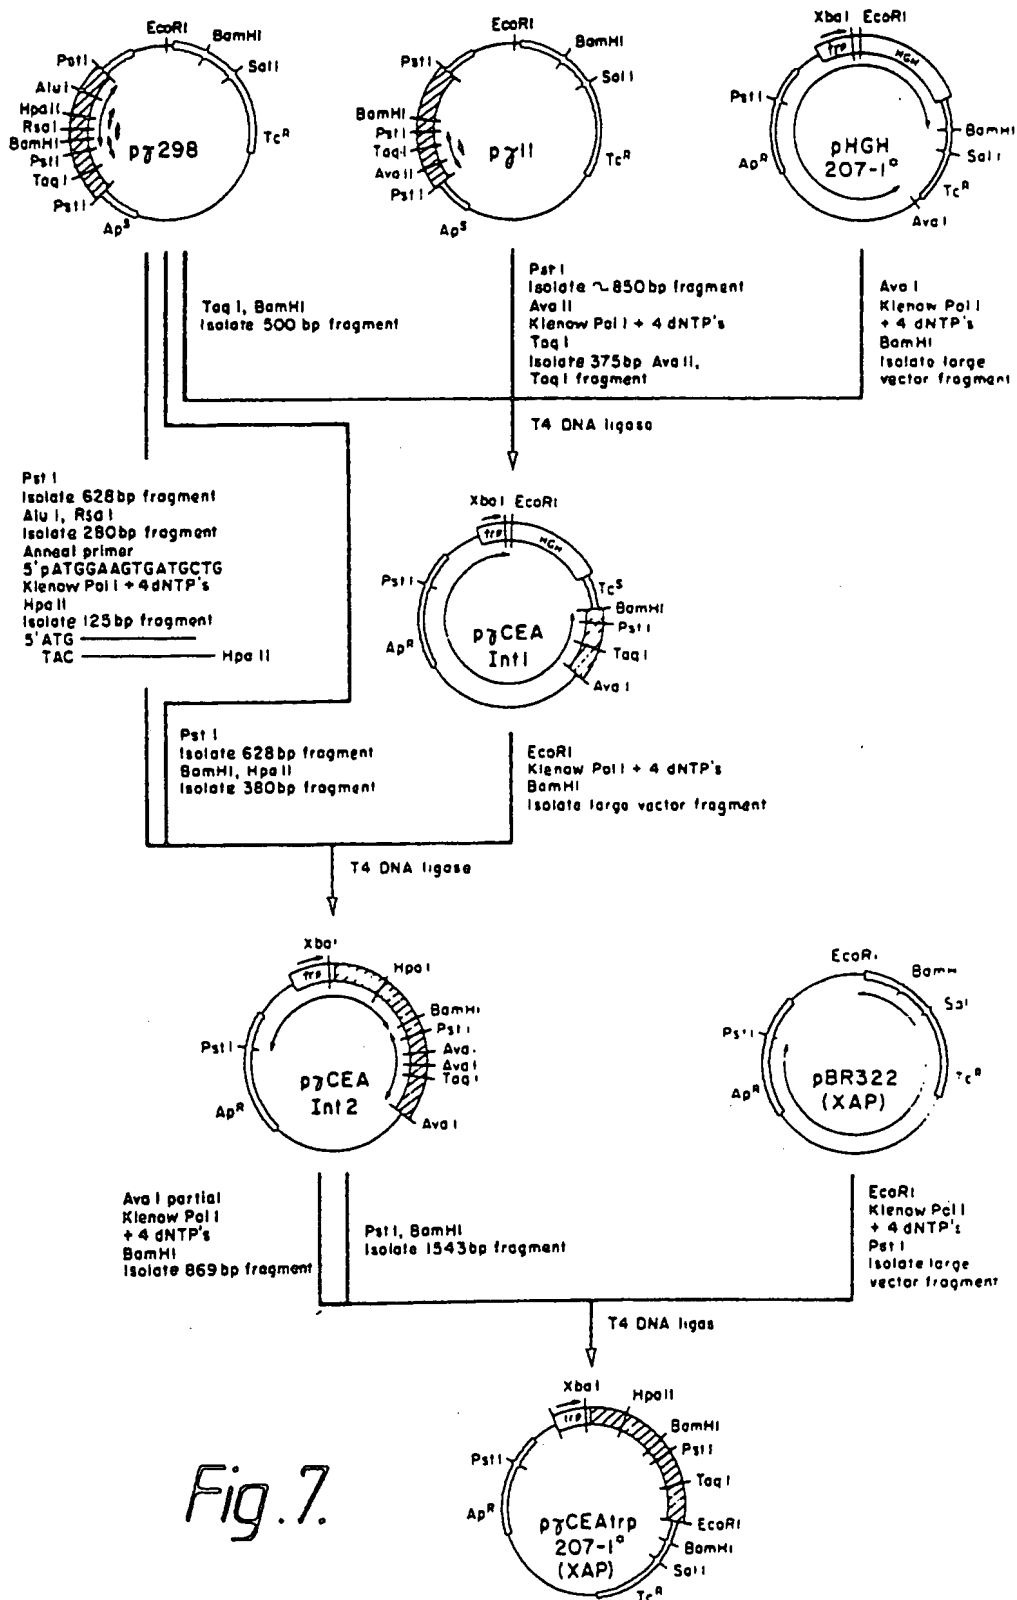 EcoRI
BamHI
SalI
TcR
ApS
PstI
TaqI
PstI
BamHI
RsaI
HpaII
AluI
PstI
pγ298
EcoRI
BamHI
SalI
TcR
ApS
PstI
AvaII
TaqI
PstI
BamHI
PstI
pγ11
XbaI EcoRI
trp
HGH
BamHI
SalI
TcR
AvaI
ApR
PstI
pHGH
207-1°
TaqI, BamHI
Isolate 500 bp fragment
PstI
Isolate ~850bp fragment
AvaII
Klenow PolI + 4 dNTP's
TaqI
Isolate 375bp AvaII,
TaqI fragment
AvaI
Klenow PolI
+ 4 dNTP's
BamHI
Isolate large
vector fragment
T4 DNA ligase
PstI
Isolate 628bp fragment
AluI, RsaI
Isolate 280bp fragment
Anneal primer
5'pATGGAAGTGATGCTG
Klenow PolI + 4dNTP's
HpaII
Isolate 125bp fragment
5'ATG
TAC HpaII
XbaI EcoRI
trp
HGH
TcS
BamHI
PstI
TaqI
AvaI
ApR
PstI
pγCEA
Int1
PstI
Isolate 628bp fragment
BamHI, HpaII
Isolate 380bp fragment
EcoRI
Klenow PolI + 4 dNTP's
BamHI
Isolate large vector fragment
T4 DNA ligase
XbaI
trp
HpaI
BamHI
PstI
Ava
AvaI
TaqI
AvaI
ApR
PstI
pγCEA
Int2
EcoRI
BamH
SalI
TcR
ApR
PstI
pBR322
(XAP)
AvaI partial
Klenow PolI
+ 4 dNTP's
BamHI
Isolate 869bp fragment
PstI, BamHI
Isolate 1543bp fragment
EcoRI
Klenow PolI
+ 4 dNTP's
PstI
Isolate large
vector fragment
T4 DNA ligas
XbaI
trp
HpaII
BamHI
PstI
TaqI
EcoRI
BamHI
SalI
TcR
ApR
PstI
pγCEAtrp
207-1°
(XAP)
Fig.7.